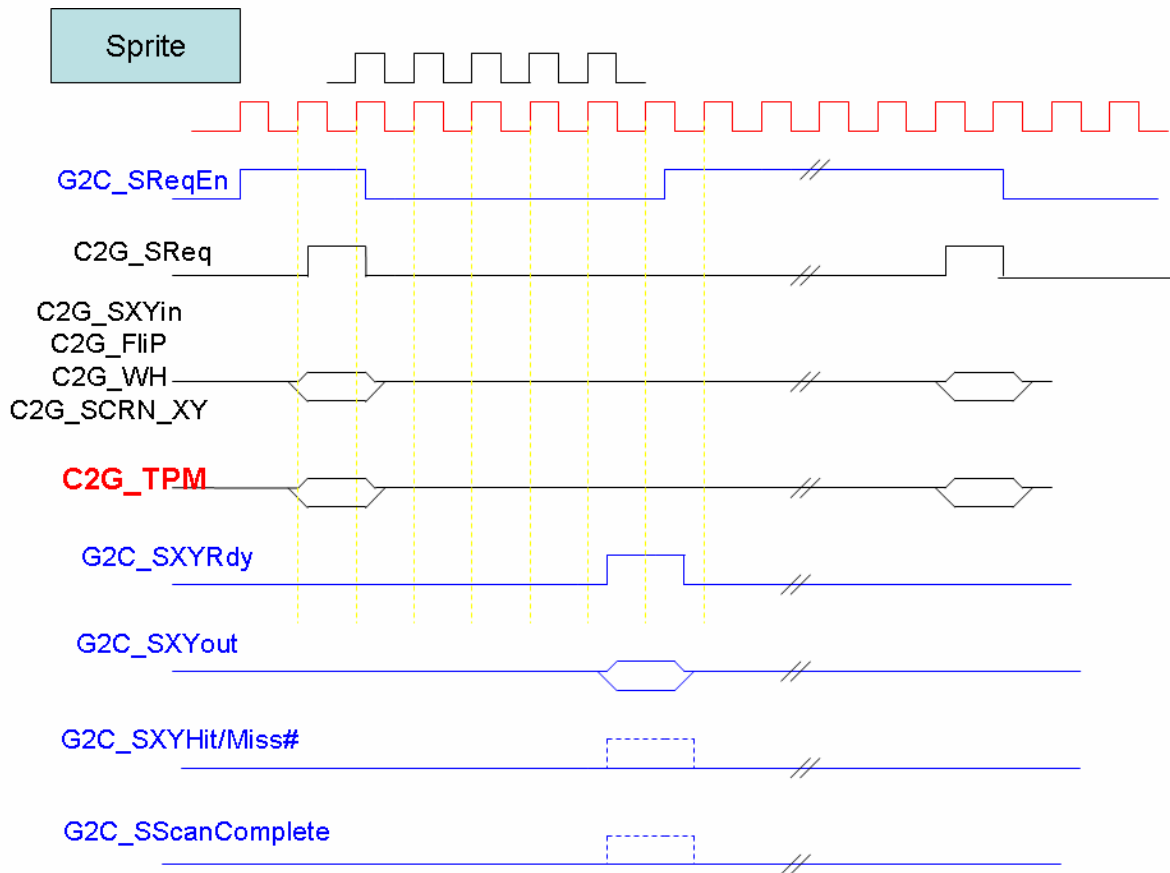 Sprite
G2C_SReqEn
C2G_SReq
C2G_SXYin
C2G_FliP
C2G_WH
C2G_SCRN_XY
C2G_TPM
G2C_SXYRdy
G2C_SXYout
G2C_SXYHit/Miss#
G2C_SScanComplete